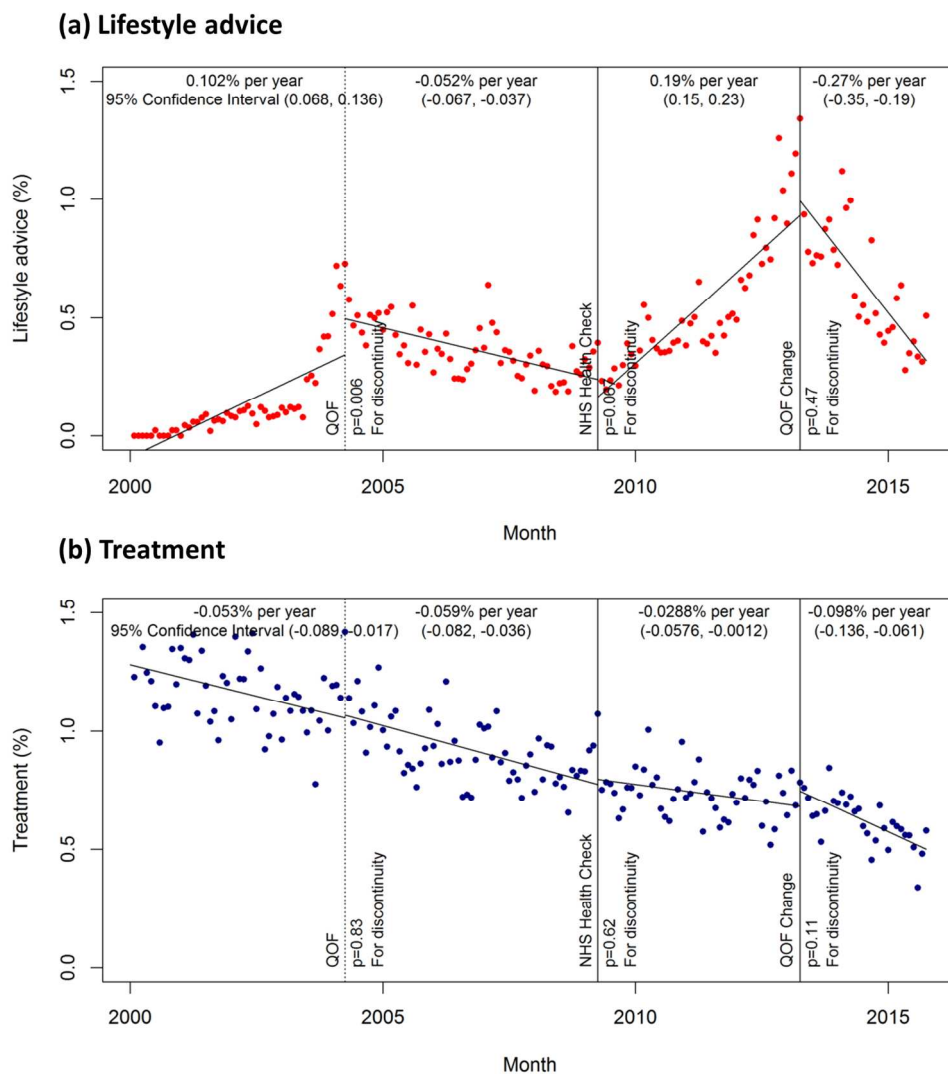 (a) Lifestyle advice
0.102% per year
95% Confidence Interval (0.068, 0.136)
-0.052% per year
(-0.067, -0.037)
0.19% per year
(0.15, 0.23)
-0.27% per year
(-0.35, -0.19)
Lifestyle advice (%)
1.5
1.0
0.5
0.0
QOF
p=0.006
For discontinuity
NHS Health Check
For discontinuity
QOF Change
p=0.47
For discontinuity
2000
2005
2010
2015
Month
(b) Treatment
-0.053% per year
95% Confidence Interval (-0.089, -0.017)
-0.059% per year
(-0.082, -0.036)
-0.0288% per year
(-0.0576, -0.0012)
-0.098% per year
(-0.136, -0.061)
Treatment (%)
1.5
1.0
0.5
0.0
QOF
p=0.83
For discontinuity
NHS Health Check
p=0.62
For discontinuity
QOF Change
p=0.11
For discontinuity
2000
2005
2010
2015
Month